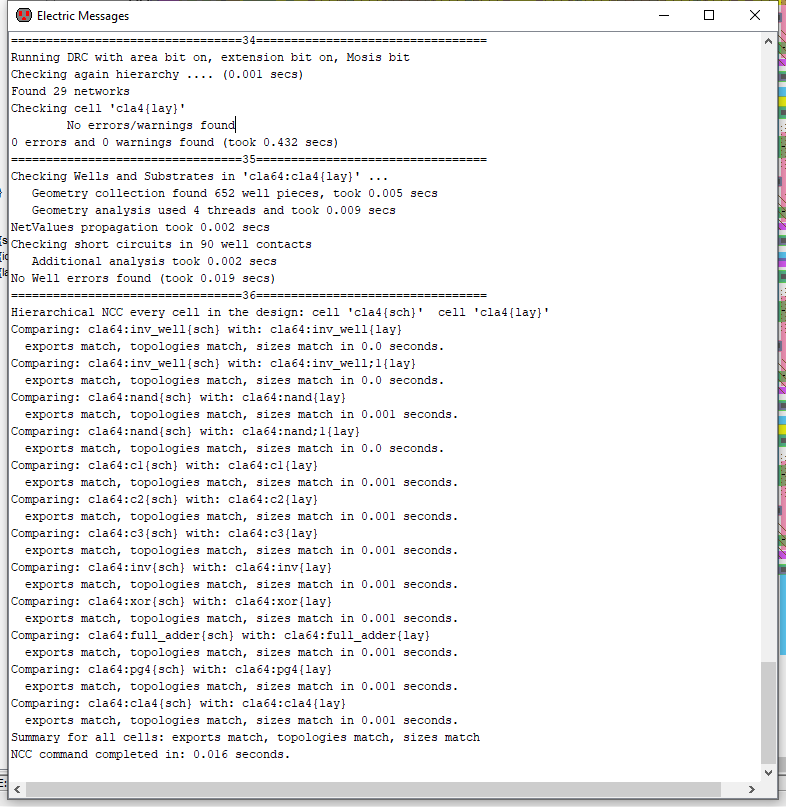 Electric Messages
=================================34=================================
Running DRC with area bit on, extension bit on, Mosis bit
Checking again hierarchy .... (0.001 secs)
Found 29 networks
Checking cell 'cla4{lay}'
No errors/warnings found
0 errors and 0 warnings found (took 0.432 secs)
=================================35=================================
Checking Wells and Substrates in 'cla64:cla4{lay}' ...
Geometry collection found 652 well pieces, took 0.005 secs
Geometry analysis used 4 threads and took 0.009 secs
NetValues propagation took 0.002 secs
Checking short circuits in 90 well contacts
Additional analysis took 0.002 secs
No Well errors found (took 0.019 secs)
=================================36=================================
Hierarchical NCC every cell in the design: cell 'cla4{sch}'  cell 'cla4{lay}'
Comparing: cla64:inv_well{sch} with: cla64:inv_well{lay}
exports match, topologies match, sizes match in 0.0 seconds.
Comparing: cla64:inv_well{sch} with: cla64:inv_well;1{lay}
exports match, topologies match, sizes match in 0.0 seconds.
Comparing: cla64:nand{sch} with: cla64:nand{lay}
exports match, topologies match, sizes match in 0.001 seconds.
Comparing: cla64:nand{sch} with: cla64:nand;1{lay}
exports match, topologies match, sizes match in 0.0 seconds.
Comparing: cla64:c1{sch} with: cla64:c1{lay}
exports match, topologies match, sizes match in 0.001 seconds.
Comparing: cla64:c2{sch} with: cla64:c2{lay}
exports match, topologies match, sizes match in 0.001 seconds.
Comparing: cla64:c3{sch} with: cla64:c3{lay}
exports match, topologies match, sizes match in 0.001 seconds.
Comparing: cla64:inv{sch} with: cla64:inv{lay}
exports match, topologies match, sizes match in 0.001 seconds.
Comparing: cla64:xor{sch} with: cla64:xor{lay}
exports match, topologies match, sizes match in 0.001 seconds.
Comparing: cla64:full_adder{sch} with: cla64:full_adder{lay}
exports match, topologies match, sizes match in 0.001 seconds.
Comparing: cla64:pg4{sch} with: cla64:pg4{lay}
exports match, topologies match, sizes match in 0.001 seconds.
Comparing: cla64:cla4{sch} with: cla64:cla4{lay}
exports match, topologies match, sizes match in 0.001 seconds.
Summary for all cells: exports match, topologies match, sizes match
NCC command completed in: 0.016 seconds.